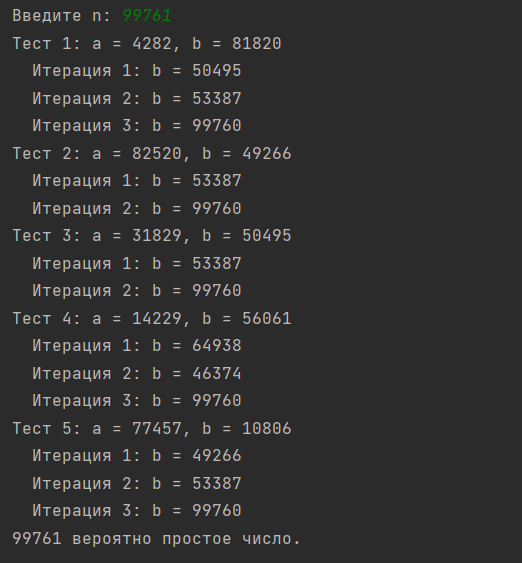 Введите n: 99761
Тест 1: a = 4282, b = 81820
Итерация 1: b = 50495
Итерация 2: b = 53387
Итерация 3: b = 99760
Тест 2: a = 82520, b = 49266
Итерация 1: b = 53387
Итерация 2: b = 99760
Тест 3: a = 31829, b = 50495
Итерация 1: b = 53387
Итерация 2: b = 99760
Тест 4: a = 14229, b = 56061
Итерация 1: b = 64938
Итерация 2: b = 46374
Итерация 3: b = 99760
Тест 5: a = 77457, b = 10806
Итерация 1: b = 49266
Итерация 2: b = 53387
Итерация 3: b = 99760
99761 вероятно простое число.